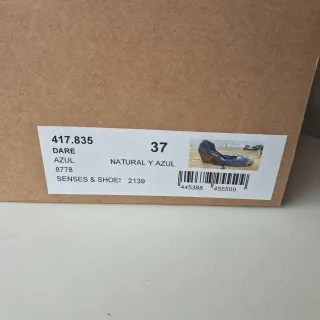 417.835 37
DARE
AZUL NATURAL Y AZUL
8778
SENSES & SHOES 2139
445388 455509